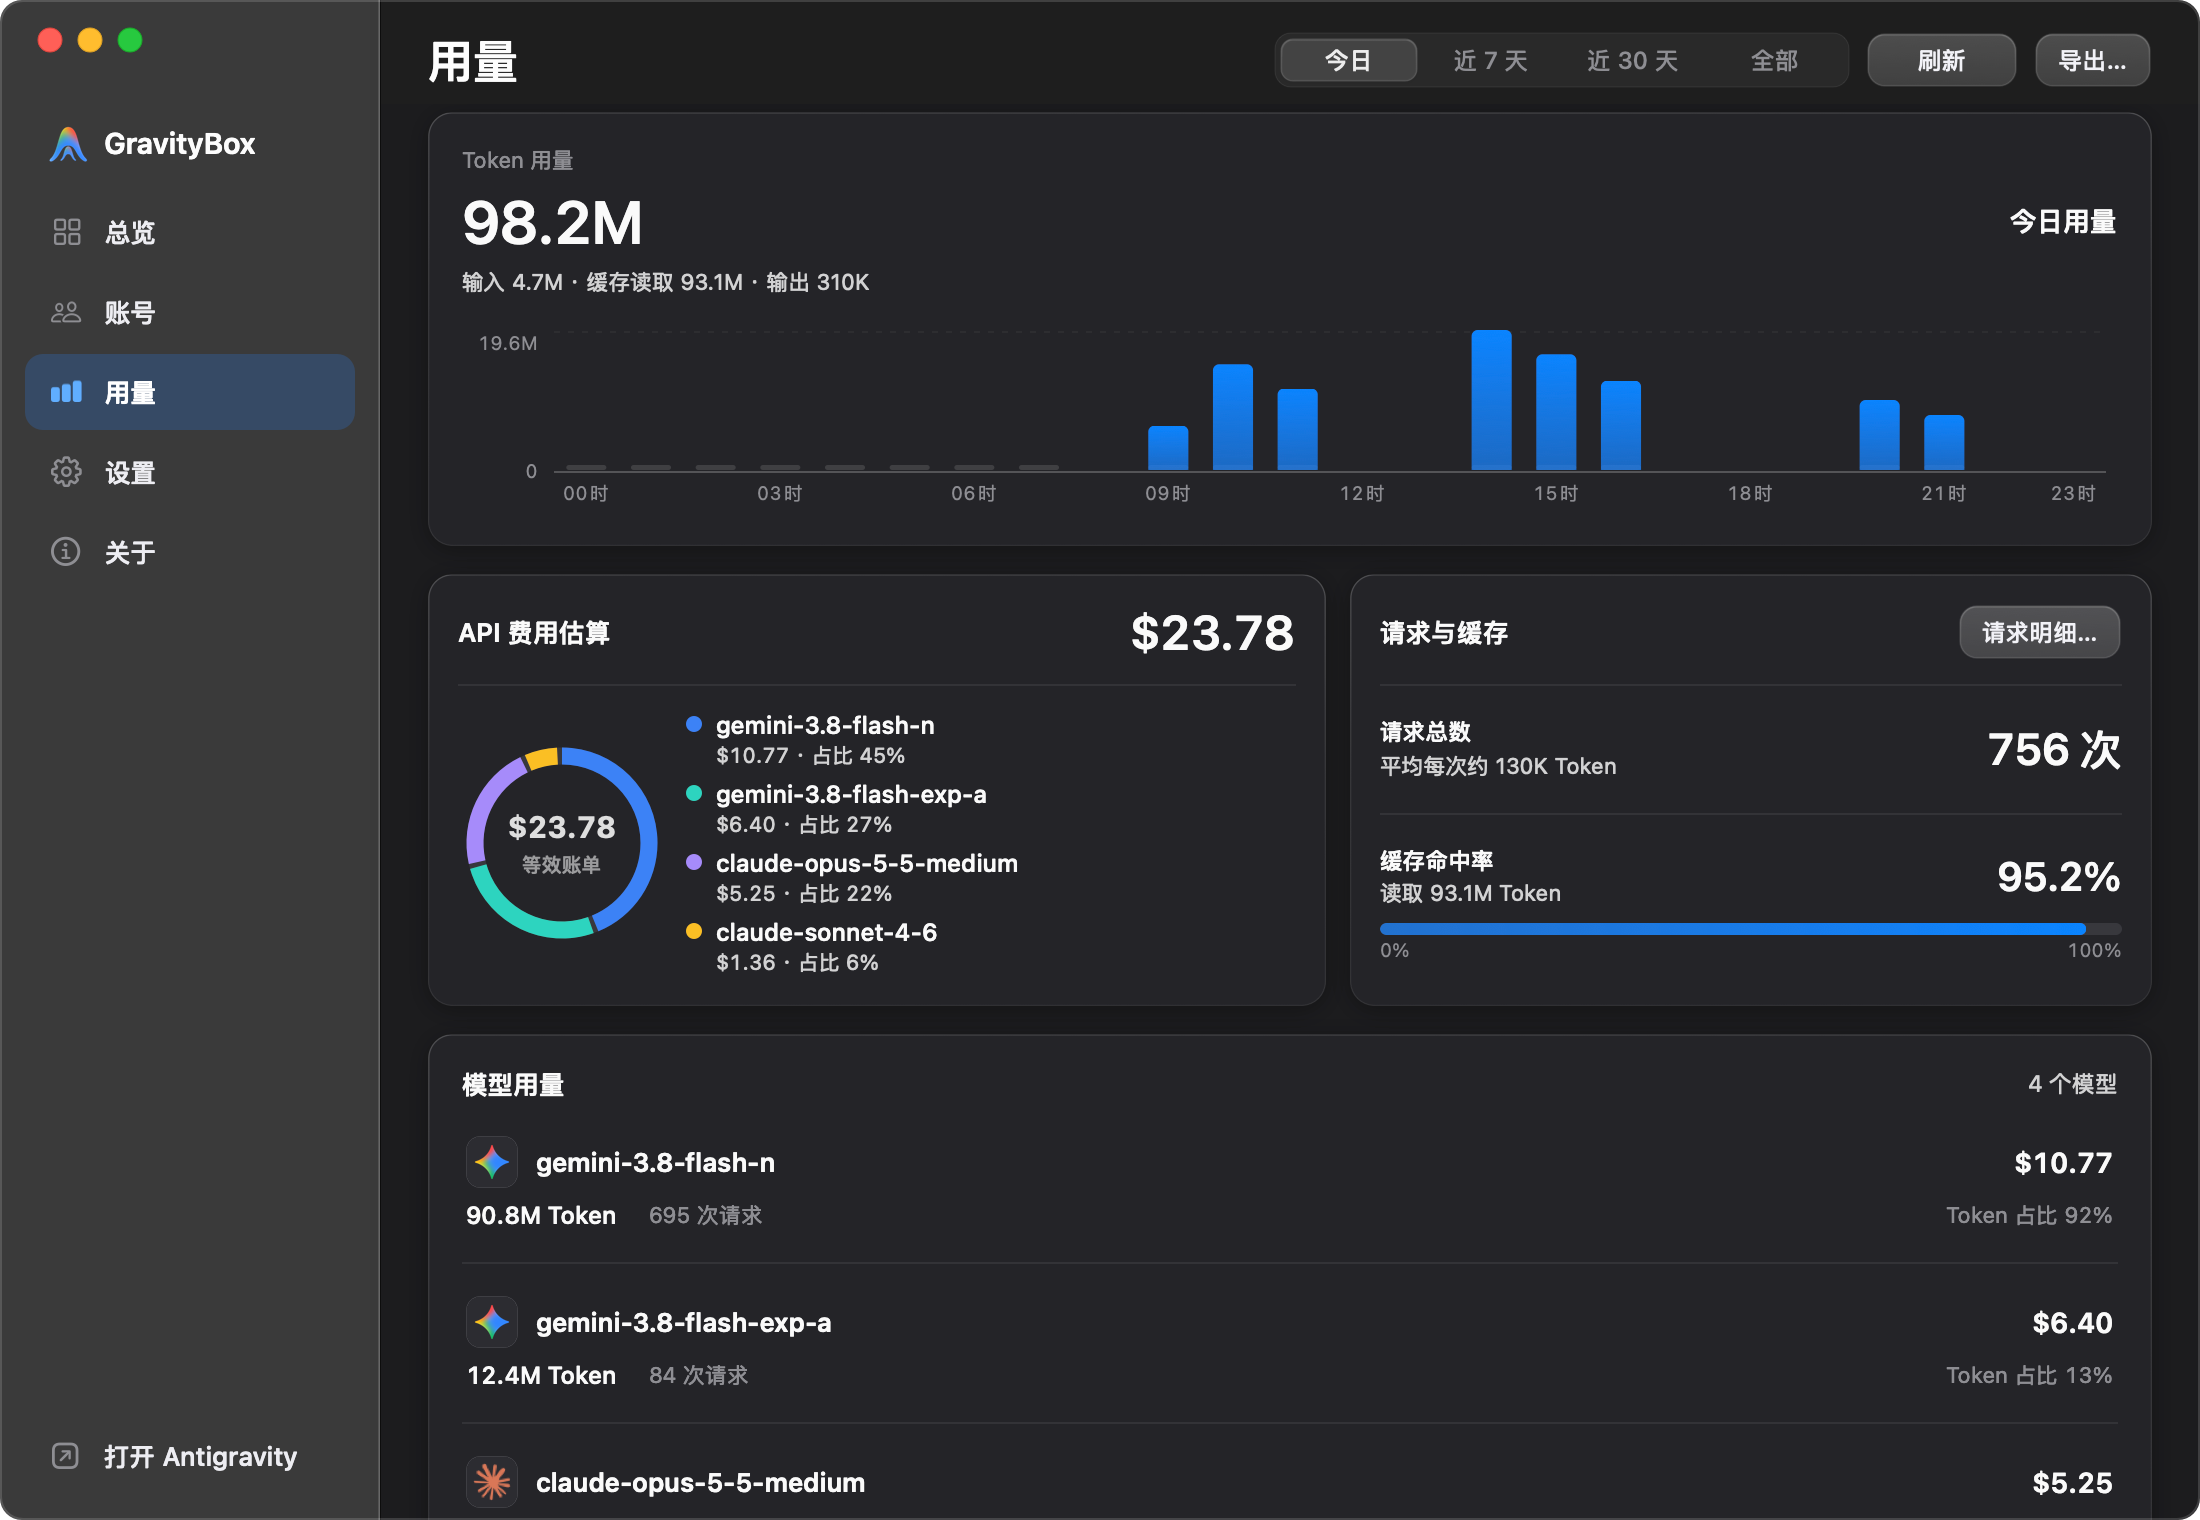 用量
今日
近 7 天
近 30 天
全部
刷新
导出...
GravityBox
总览
账号
用量
设置
关于
打开 Antigravity
Token 用量
98.2M
今日用量
输入 4.7M · 缓存读取 93.1M · 输出 310K
19.6M
0
00时 03时 06时 09时 12时 15时 18时 21时 23时
API 费用估算
$23.78
$23.78
等效账单
gemini-3.8-flash-n
$10.77 · 占比 45%
gemini-3.8-flash-exp-a
$6.40 · 占比 27%
claude-opus-5-5-medium
$5.25 · 占比 22%
claude-sonnet-4-6
$1.36 · 占比 6%
请求与缓存
请求明细...
请求总数
平均每次约 130K Token
756 次
缓存命中率
读取 93.1M Token
95.2%
0%
100%
模型用量
4 个模型
gemini-3.8-flash-n
$10.77
90.8M Token 695 次请求
Token 占比 92%
gemini-3.8-flash-exp-a
$6.40
12.4M Token 84 次请求
Token 占比 13%
claude-opus-5-5-medium
$5.25